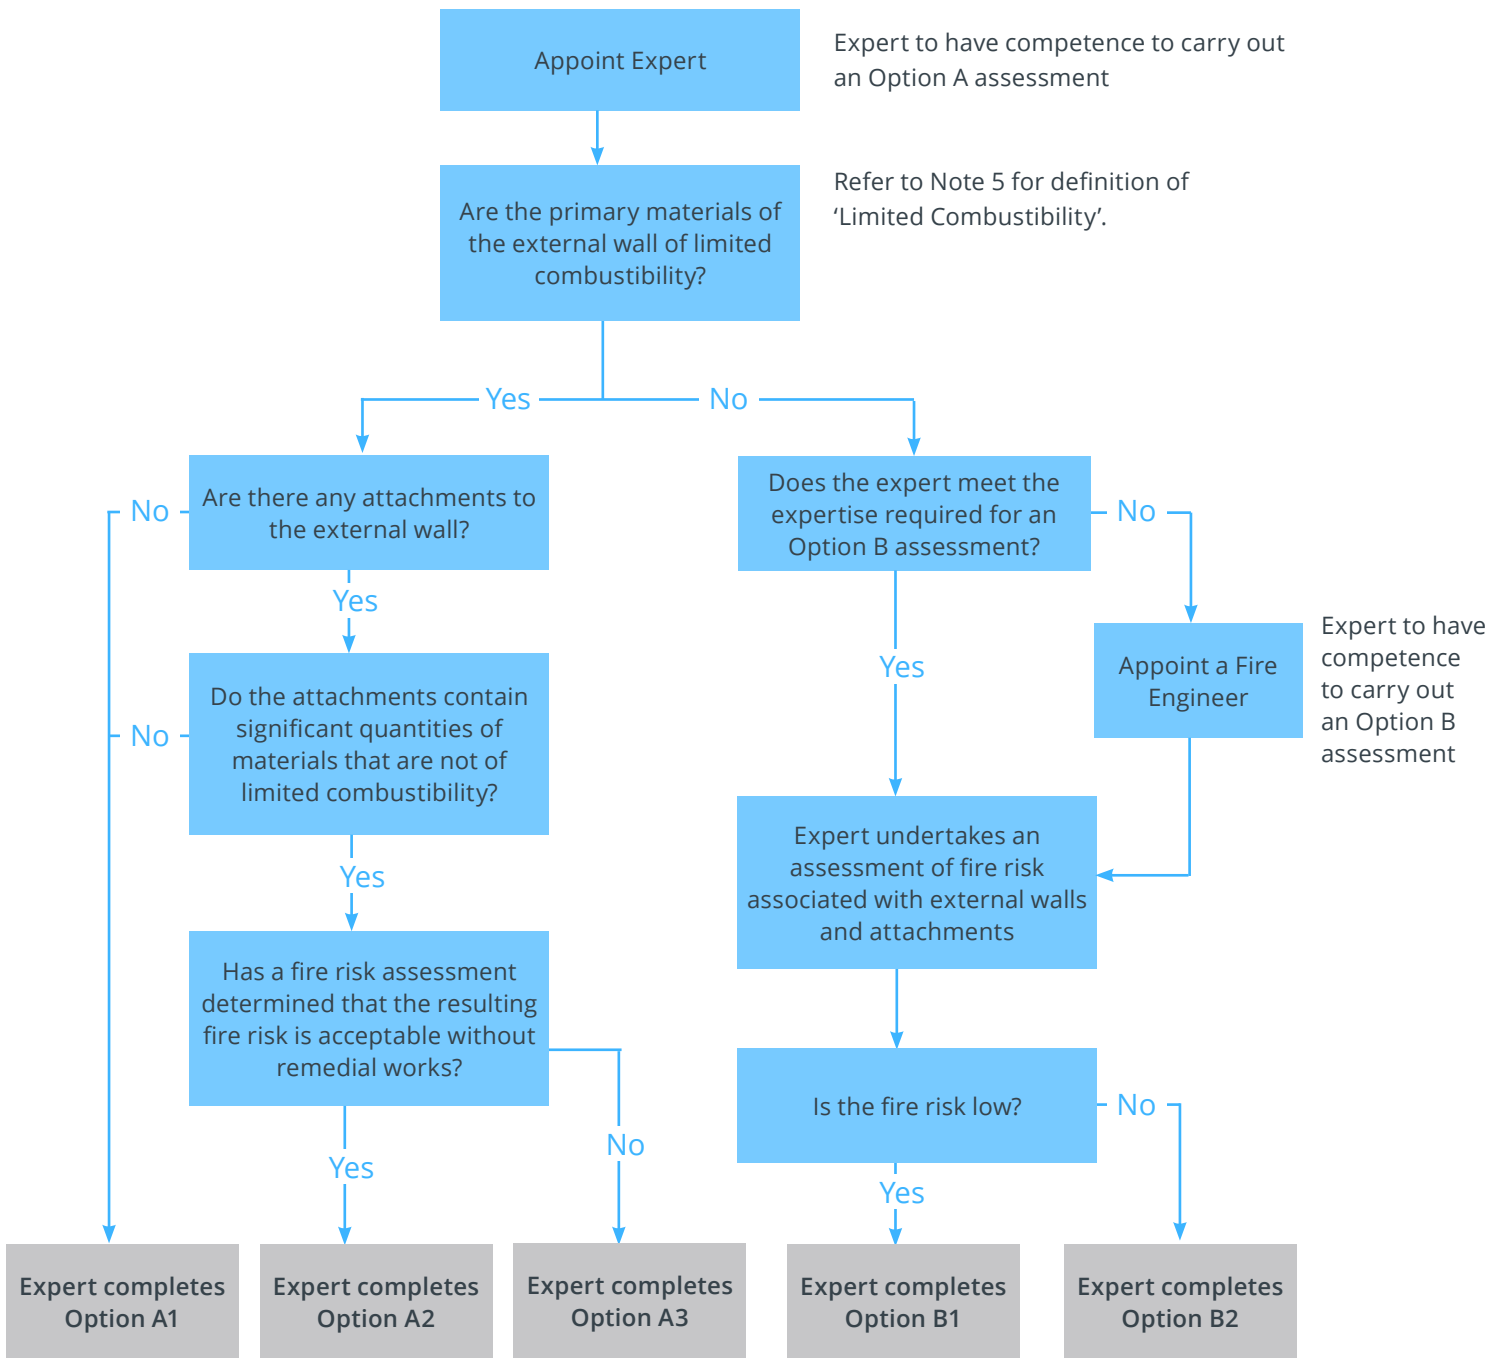 Appoint Expert
Expert to have competence to carry out
an Option A assessment
Are the primary materials of
the external wall of limited
combustibility?
Refer to Note 5 for definition of
‘Limited Combustibility’.
Yes
No
Are there any attachments to
the external wall?
No
Yes
Does the expert meet the
expertise required for an
Option B assessment?
No
Yes
Appoint a Fire
Engineer
Expert to have
competence
to carry out
an Option B
assessment
Do the attachments contain
significant quantities of
materials that are not of
limited combustibility?
No
Yes
Expert undertakes an
assessment of fire risk
associated with external walls
and attachments
Has a fire risk assessment
determined that the resulting
fire risk is acceptable without
remedial works?
Yes
No
Is the fire risk low?
No
Yes
Expert completes
Option A1
Expert completes
Option A2
Expert completes
Option A3
Expert completes
Option B1
Expert completes
Option B2